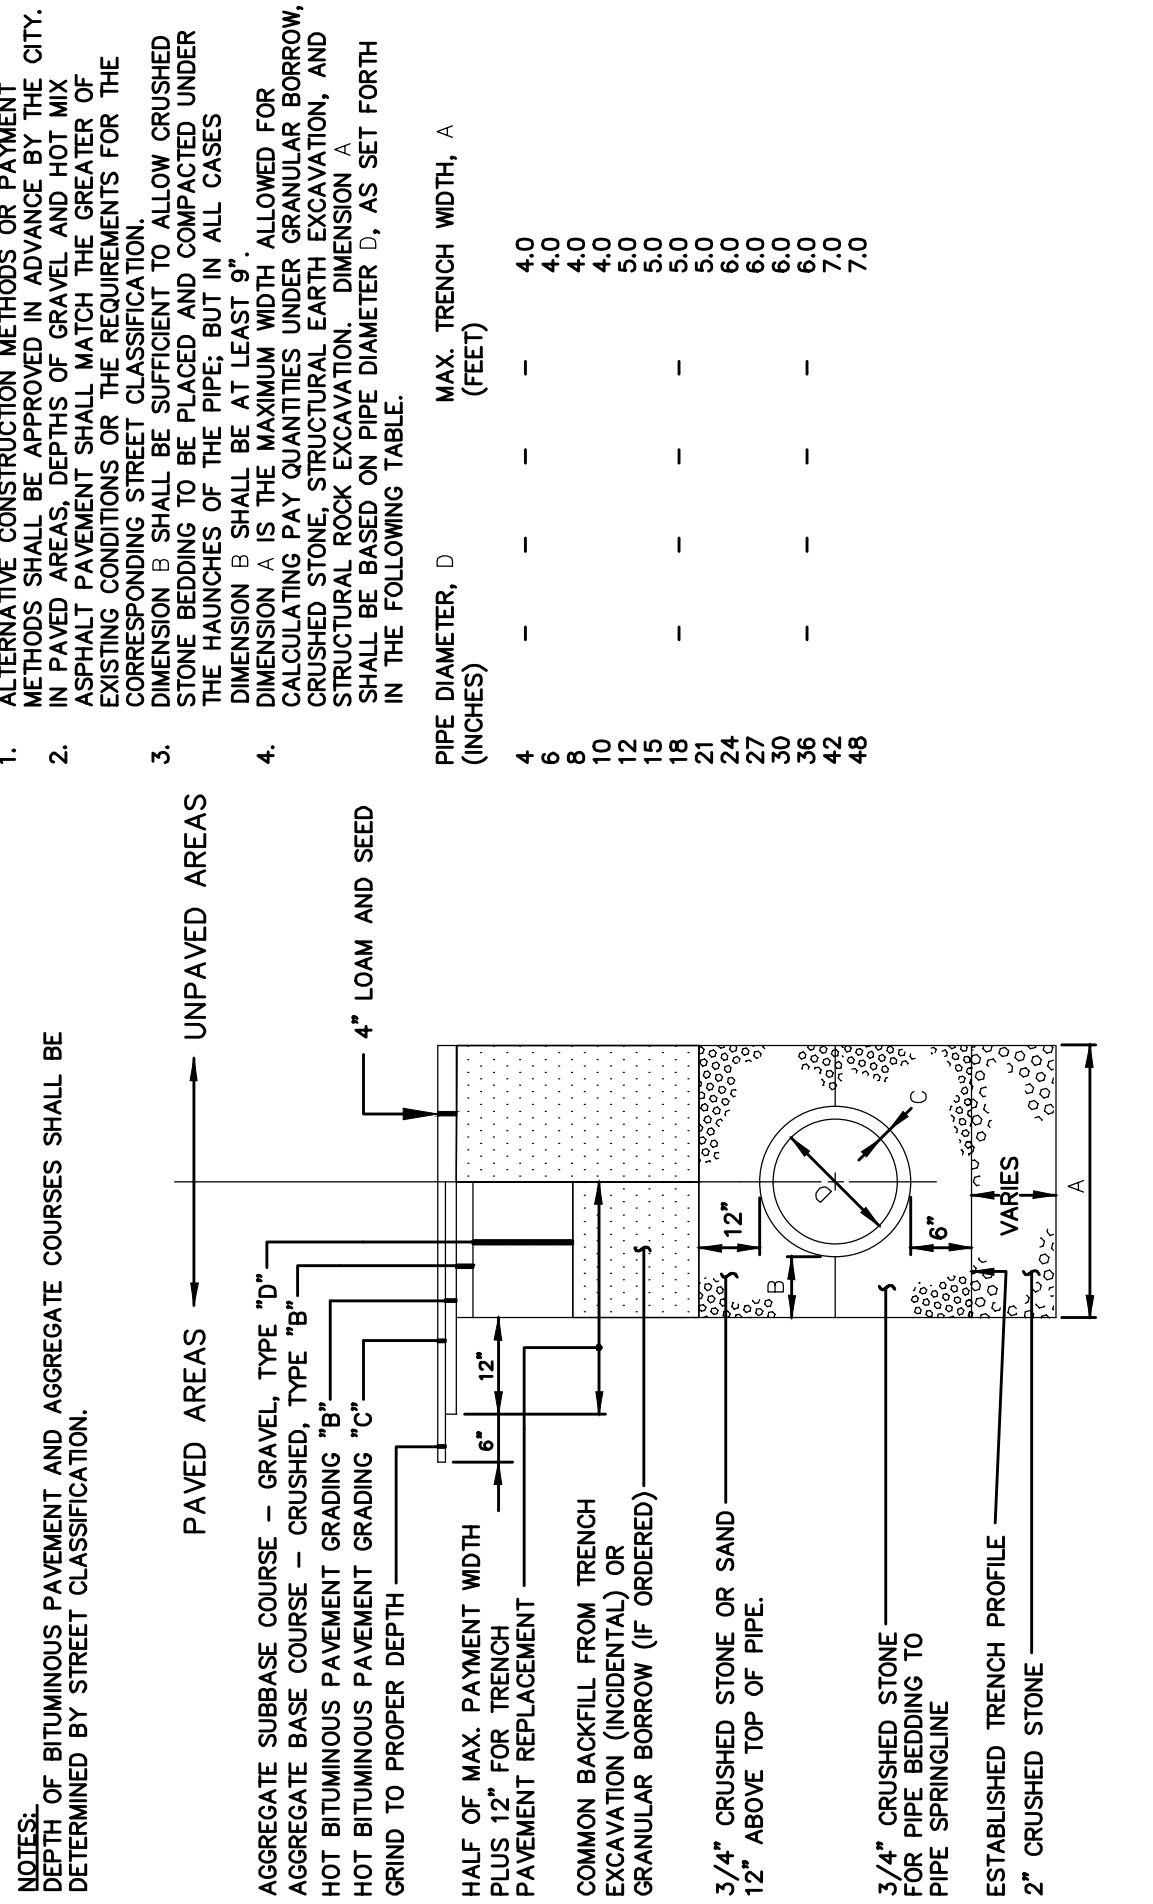 NOTES:
DEPTH OF BITUMINOUS PAVEMENT AND AGGREGATE COURSES SHALL BE
DETERMINED BY STREET CLASSIFICATION.
PAVED AREAS
UNPAVED AREAS
AGGREGATE SUBBASE COURSE – GRAVEL, TYPE "D"
AGGREGATE BASE COURSE – CRUSHED, TYPE "B"
HOT BITUMINOUS PAVEMENT GRADING "B"
HOT BITUMINOUS PAVEMENT GRADING "C"
GRIND TO PROPER DEPTH
4" LOAM AND SEED
HALF OF MAX. PAYMENT WIDTH
PLUS 12" FOR TRENCH
PAVEMENT REPLACEMENT
6"
12"
COMMON BACKFILL FROM TRENCH
EXCAVATION (INCIDENTAL) OR
GRANULAR BORROW (IF ORDERED)
3/4" CRUSHED STONE OR SAND
12" ABOVE TOP OF PIPE.
12"
B
D
C
3/4" CRUSHED STONE
FOR PIPE BEDDING TO
PIPE SPRINGLINE
6"
ESTABLISHED TRENCH PROFILE
VARIES
2" CRUSHED STONE
A
1. ALTERNATIVE CONSTRUCTION METHODS OR PAYMENT
METHODS SHALL BE APPROVED IN ADVANCE BY THE CITY.
2. IN PAVED AREAS, DEPTHS OF GRAVEL AND HOT MIX
ASPHALT PAVEMENT SHALL MATCH THE GREATER OF
EXISTING CONDITIONS OR THE REQUIREMENTS FOR THE
CORRESPONDING STREET CLASSIFICATION.
3. DIMENSION B SHALL BE SUFFICIENT TO ALLOW CRUSHED
STONE BEDDING TO BE PLACED AND COMPACTED UNDER
THE HAUNCHES OF THE PIPE; BUT IN ALL CASES
DIMENSION B SHALL BE AT LEAST 9".
4. DIMENSION A IS THE MAXIMUM WIDTH ALLOWED FOR
CALCULATING PAY QUANTITIES UNDER GRANULAR BORROW,
CRUSHED STONE, STRUCTURAL EARTH EXCAVATION, AND
STRUCTURAL ROCK EXCAVATION. DIMENSION A
SHALL BE BASED ON PIPE DIAMETER D, AS SET FORTH
IN THE FOLLOWING TABLE.
PIPE DIAMETER, D MAX. TRENCH WIDTH, A
(INCHES) (FEET)
4 – – – – 4.0
6 4.0
8 4.0
10 4.0
12 5.0
15 5.0
18 – – – – 5.0
21 5.0
24 6.0
27 6.0
30 6.0
36 – – – – 6.0
42 7.0
48 7.0